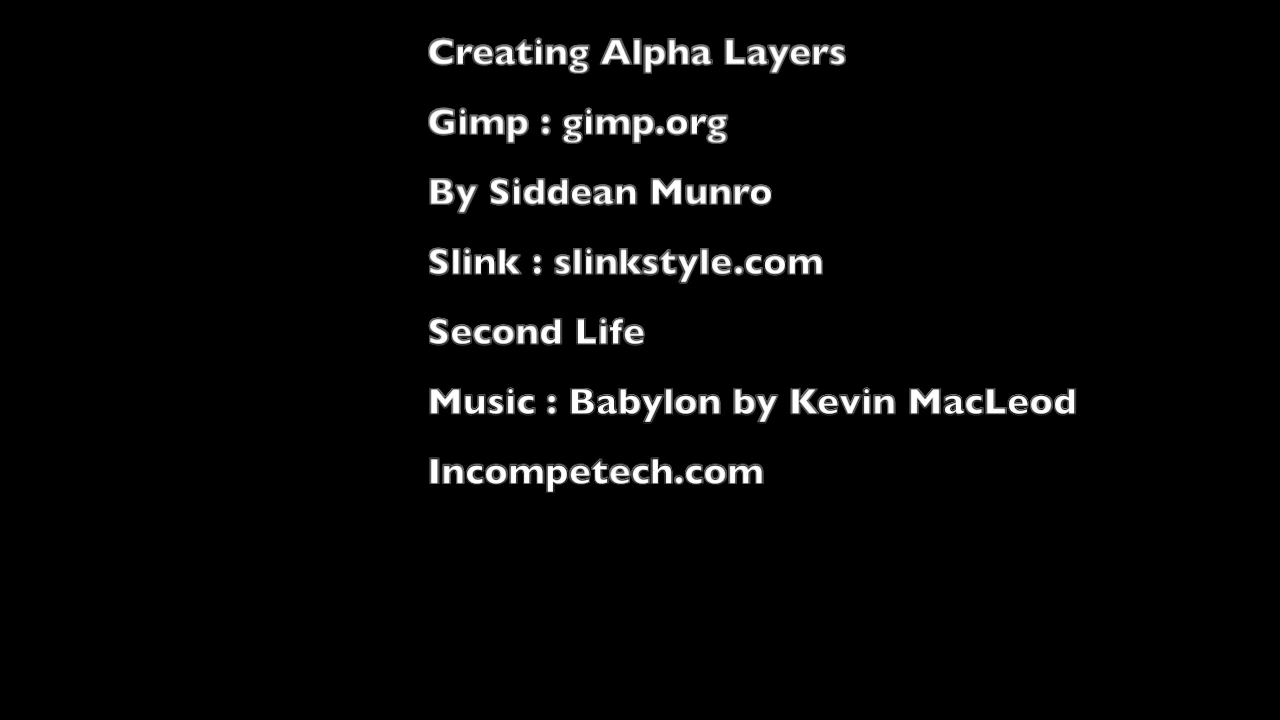 Creating Alpha Layers
Gimp : gimp.org
By Siddean Munro
Slink : slinkstyle.com
Second Life
Music : Babylon by Kevin MacLeod
Incompetech.com